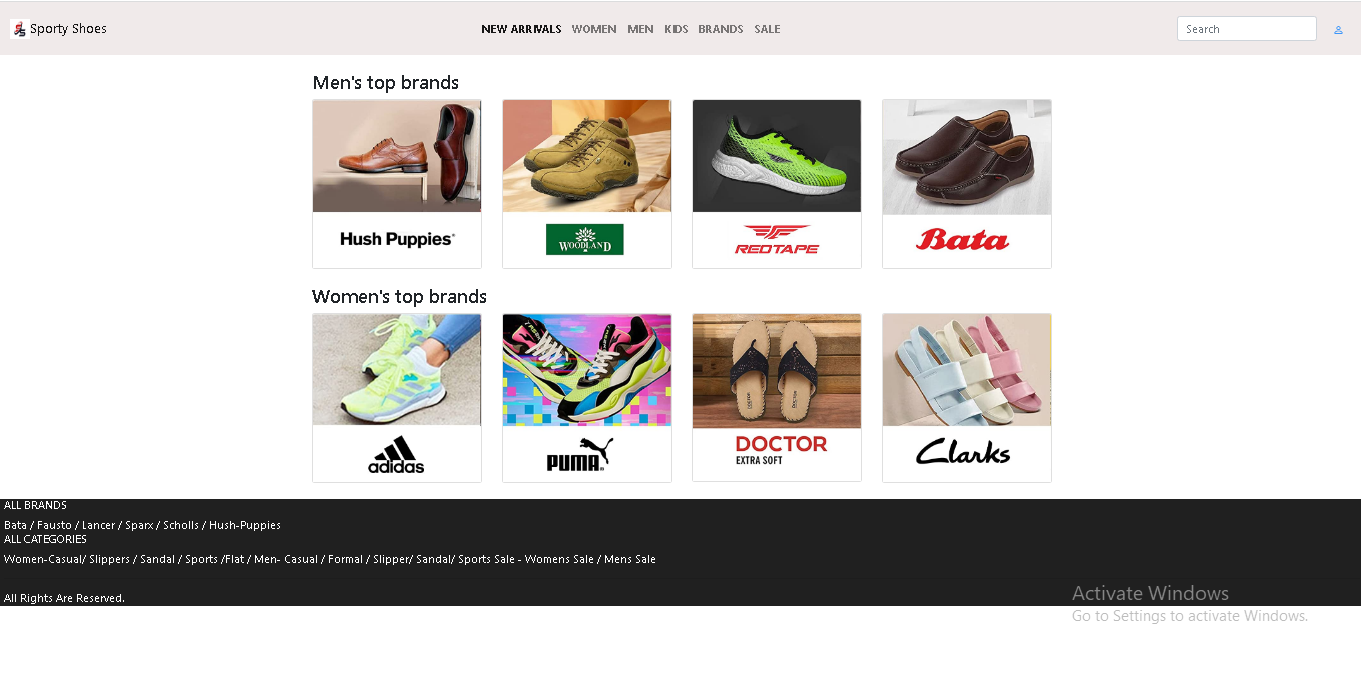 Sporty Shoes
NEW ARRIVALS WOMEN MEN KIDS BRANDS SALE
Search
Men's top brands
Hush Puppies
WOODLAND
REDTAPE
Bata
Women's top brands
adidas
PUMA
DOCTOR
EXTRA SOFT
Clarks
ALL BRANDS
Bata / Fausto / Lancer / Sparx / Scholls / Hush-Puppies
ALL CATEGORIES
Women-Casual/ Slippers / Sandal / Sports /Flat / Men- Casual / Formal / Slipper/ Sandal/ Sports Sale - Womens Sale / Mens Sale
All Rights Are Reserved.
Activate Windows
Go to Settings to activate Windows.